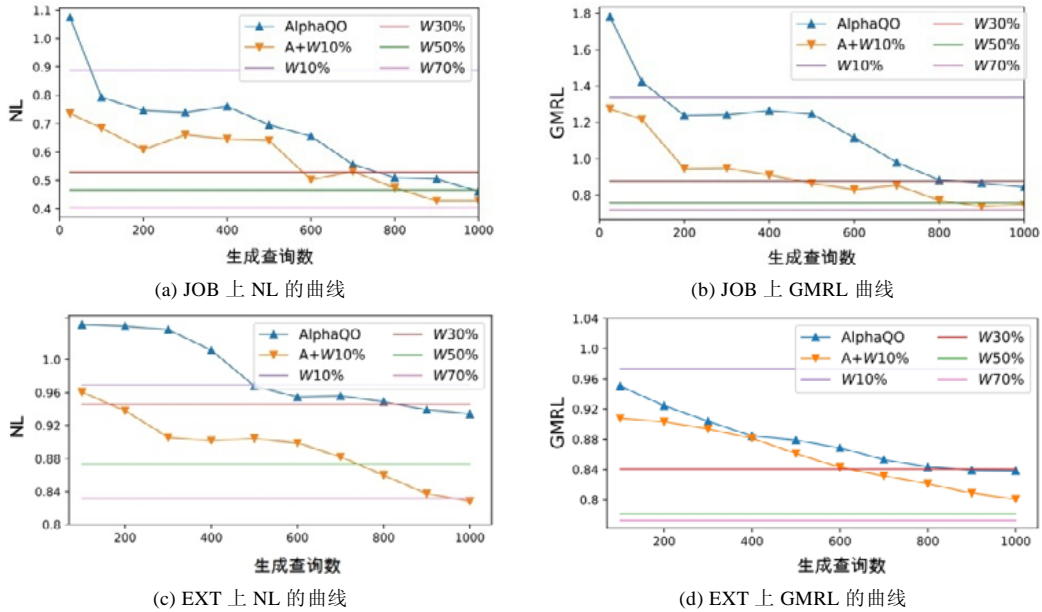 1.1
1.0
0.9
0.8
0.7
0.6
0.5
0.4
NL
AlphaQO
A+W10%
W10%
W30%
W50%
W70%
0 200 400 600 800 1000
生成查询数
(a) JOB 上 NL 的曲线
1.8
1.6
1.4
1.2
1.0
0.8
GMRL
AlphaQO
A+W10%
W10%
W30%
W50%
W70%
0 200 400 600 800 1000
生成查询数
(b) JOB 上 GMRL 曲线
1.0
0.96
0.92
0.88
0.84
0.8
NL
AlphaQO
A+W10%
W10%
W30%
W50%
W70%
200 400 600 800 1000
生成查询数
(c) EXT 上 NL 的曲线
1.04
1.0
0.96
0.92
0.88
0.84
0.8
GMRL
AlphaQO
A+W10%
W10%
W30%
W50%
W70%
200 400 600 800 1000
生成查询数
(d) EXT 上 GMRL 的曲线